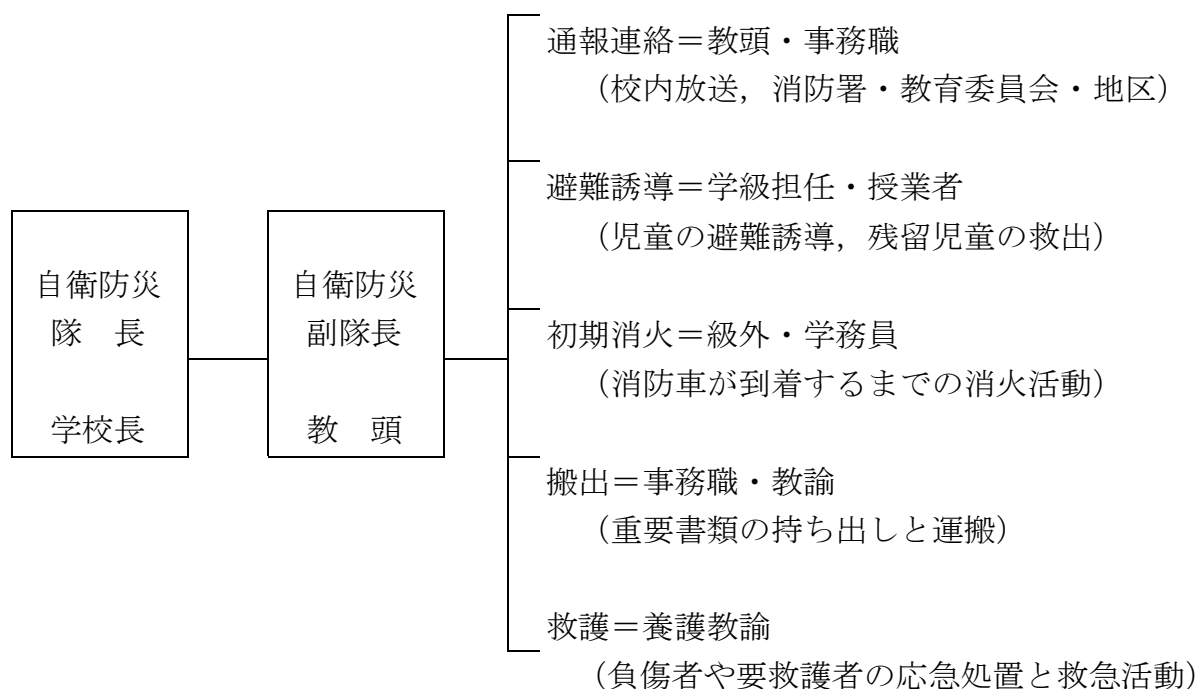 自衛防災
隊　長
学校長
自衛防災
副隊長
教　頭
通報連絡＝教頭・事務職
（校内放送，消防署・教育委員会・地区）
避難誘導＝学級担任・授業者
（児童の避難誘導，残留児童の救出）
初期消火＝級外・学務員
（消防車が到着するまでの消火活動）
搬出＝事務職・教諭
（重要書類の持ち出しと運搬）
救護＝養護教諭
（負傷者や要救護者の応急処置と救急活動）